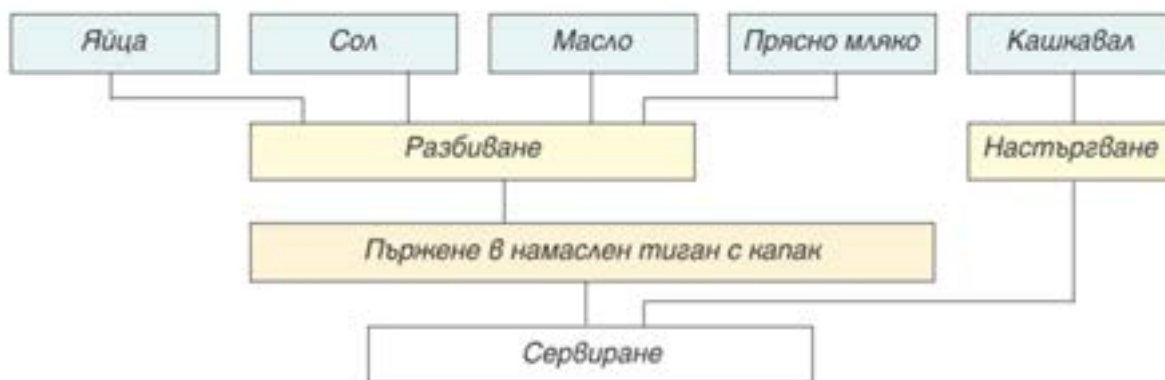 Яйца
Сол
Масло
Прясно мляко
Кашкавал
Разбиване
Настъргване
Пържене в намаслен тиган с капак
Сервиране